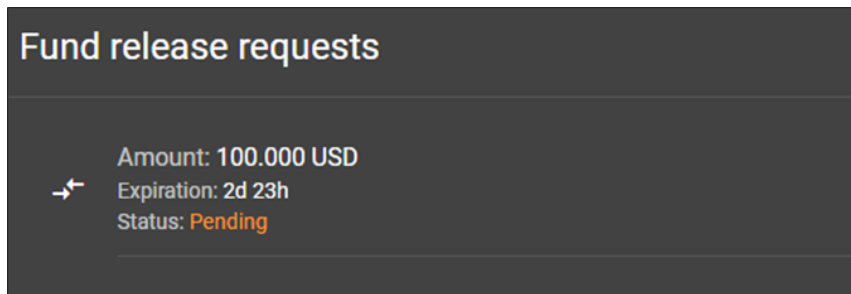 Fund release requests
Amount: 100.000 USD
Expiration: 2d 23h
Status: Pending